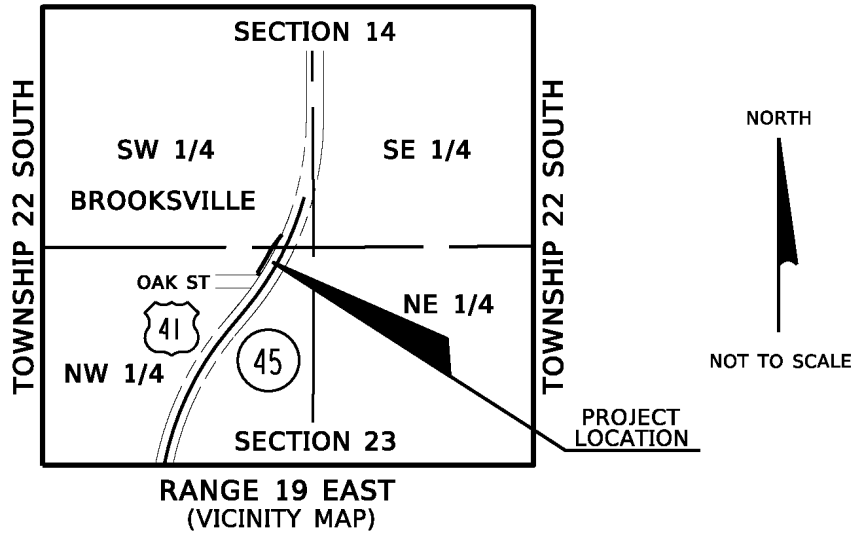 SECTION 14
TOWNSHIP 22 SOUTH
SW 1/4
SE 1/4
BROOKSVILLE
OAK ST
41
45
NE 1/4
NW 1/4
SECTION 23
TOWNSHIP 22 SOUTH
NORTH
NOT TO SCALE
PROJECT
LOCATION
RANGE 19 EAST
(VICINITY MAP)